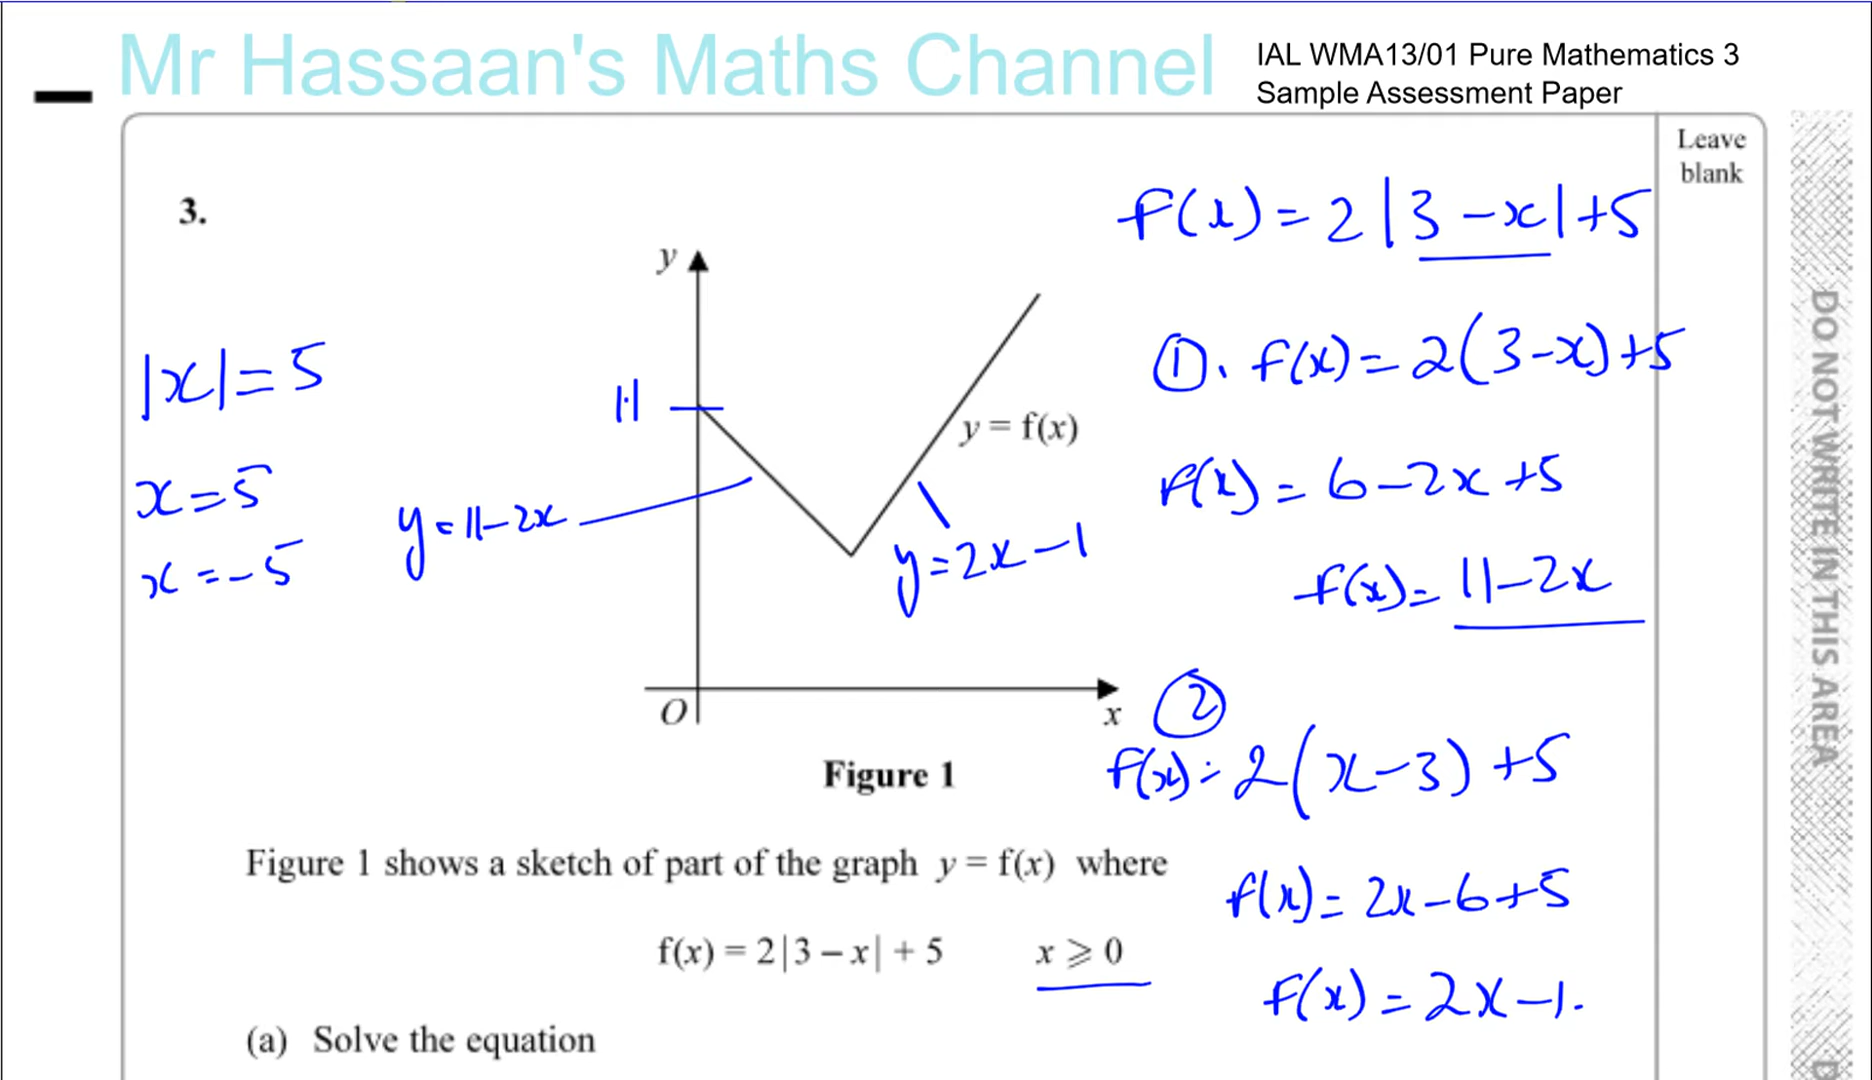 Mr Hassaan's Maths Channel
IAL WMA13/01 Pure Mathematics 3
Sample Assessment Paper
Leave
blank
3.
f(x) = 2|3-x|+5
y
|x| = 5
①. f(x) = 2(3-x)+5
11
y = f(x)
x = 5
f(x) = 6-2x+5
y = 11-2x
y = 2x-1
x = -5
f(x) = 11-2x
O
x
②
f(x) = 2(x-3)+5
Figure 1
Figure 1 shows a sketch of part of the graph y = f(x) where
f(x) = 2x-6+5
f(x) = 2|3 – x| + 5 x ⩾ 0
f(x) = 2x-1.
(a) Solve the equation
DO NOT WRITE IN THIS AREA
D